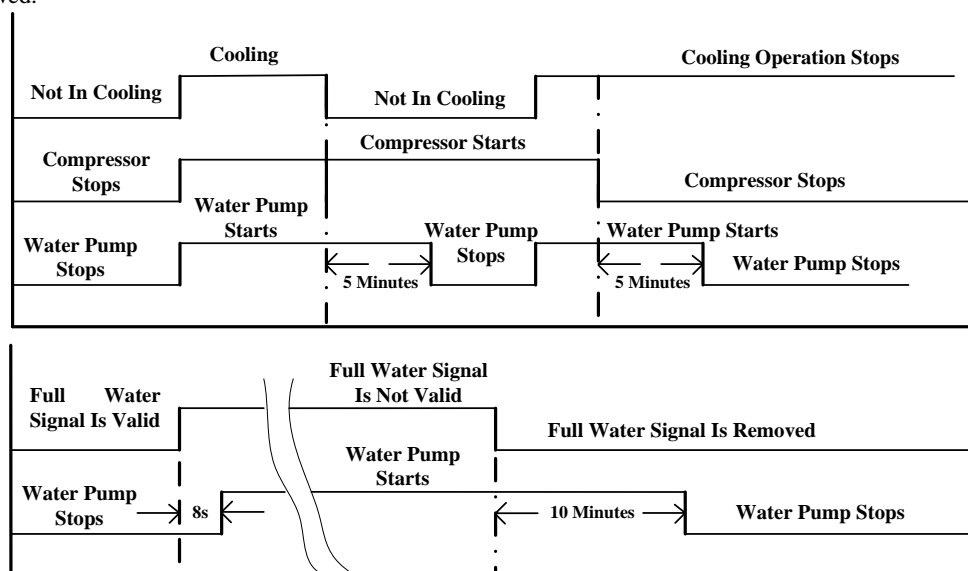 Cooling
Cooling Operation Stops
Not In Cooling
Not In Cooling
Compressor Starts
Compressor
Stops
Compressor Stops
Water Pump
Starts
Water Pump
Stops
Water Pump
Stops
Water Pump Starts
Water Pump Stops
5 Minutes
5 Minutes
Full Water Signal
Is Not Valid
Full Water
Signal Is Valid
Full Water Signal Is Removed
Water Pump
Starts
Water Pump
Stops
8s
10 Minutes
Water Pump Stops